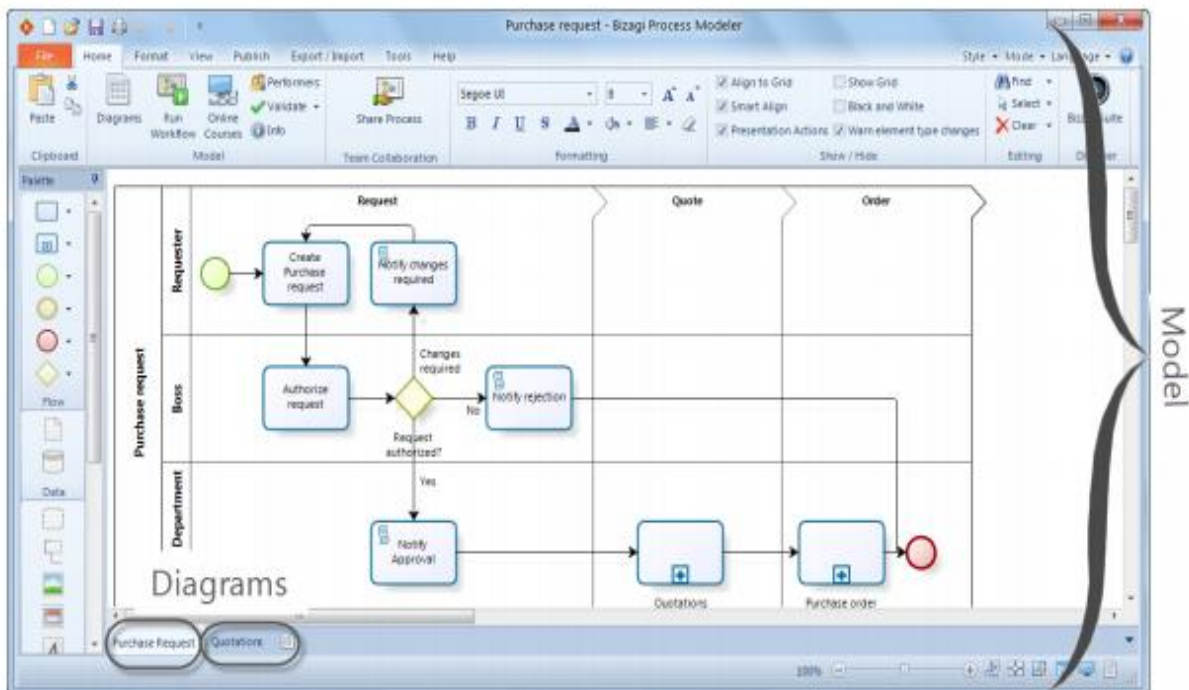 Purchase request - Bizagi Process Modeler
File Home Format View Publish Export / Import Tools Help Style Mode Language
Paste
Clipboard
Diagrams
Run Workflow
Online Courses
Performers
Validate
Info
Model
Share Process
Team Collaboration
Segoe UI 8 A A
B I U S A
Formatting
Align to Grid
Smart Align
Presentation Actions
Show Grid
Black and White
Warn element type changes
Show / Hide
Find
Select
Clear
Editing
Palette
Flow
Data
A
Purchase request
Requester
Boss
Department
Request
Quote
Order
Create
Purchase
request
Notify changes
required
Authorize
request
Changes
required
No
Notify rejection
Request
authorized?
Yes
Notify
Approval
Quotations
Purchase order
Diagrams
Purchase Request
Quotations
100%
Model